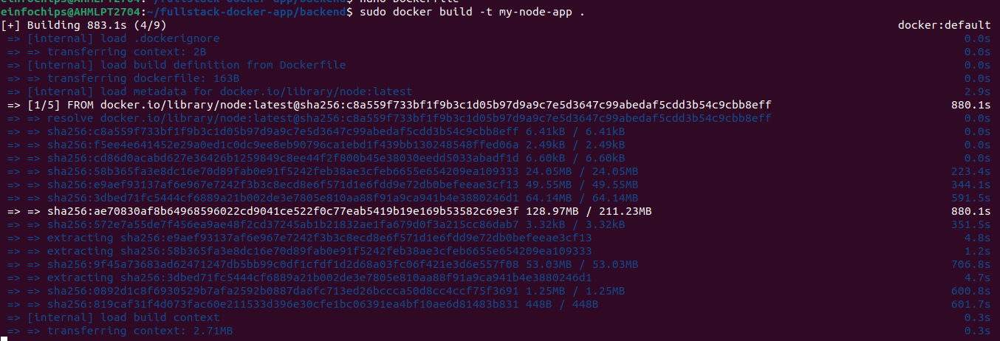 einfochips@AHMLPT2704:~/fullstack-docker-app/backend$ nano Dockerfile
einfochips@AHMLPT2704:~/fullstack-docker-app/backend$ sudo docker build -t my-node-app .
[+] Building 883.1s (4/9) docker:default
=> [internal] load .dockerignore 0.0s
=> => transferring context: 2B 0.0s
=> [internal] load build definition from Dockerfile 0.0s
=> => transferring dockerfile: 163B 0.0s
=> [internal] load metadata for docker.io/library/node:latest 2.9s
=> [1/5] FROM docker.io/library/node:latest@sha256:c8a559f733bf1f9b3c1d05b97d9a9c7e5d3647c99abedaf5cdd3b54c9cbb8eff 880.1s
=> => resolve docker.io/library/node:latest@sha256:c8a559f733bf1f9b3c1d05b97d9a9c7e5d3647c99abedaf5cdd3b54c9cbb8eff 0.0s
=> => sha256:c8a559f733bf1f9b3c1d05b97d9a9c7e5d3647c99abedaf5cdd3b54c9cbb8eff 6.41kB / 6.41kB 0.0s
=> => sha256:f5ee4e641452e29a0ed1c0dc9ee8eb90796ca1ebd1f439bb130248548ffed06a 2.49kB / 2.49kB 0.0s
=> => sha256:cd86d0acabd627e36426b1259849c8ee44f2f800b45e38030eedd5033abadf1d 6.60kB / 6.60kB 0.0s
=> => sha256:58b365fa3e8dc16e70d89fab0e91f5242feb38ae3cfeb6655e654209ea109333 24.05MB / 24.05MB 223.4s
=> => sha256:e9aef93137af6e967e7242f3b3c8ecd8e6f571d1e6fdd9e72db0befeeae3cf13 49.55MB / 49.55MB 344.1s
=> => sha256:3dbed71fc5444cf6889a21b002de3e7805e810aa88f91a9ca941b4e3880246d1 64.14MB / 64.14MB 591.5s
=> => sha256:ae70830af8b64968596022cd9041ce522f0c77eab5419b19e169b53582c69e3f 128.97MB / 211.23MB 880.1s
=> => sha256:572e7a55de7f456ea9ae48f2cd37245ab1b21832ae1fa679d0f3a215cc86dab7 3.32kB / 3.32kB 351.5s
=> => extracting sha256:e9aef93137af6e967e7242f3b3c8ecd8e6f571d1e6fdd9e72db0befeeae3cf13 4.8s
=> => extracting sha256:58b365fa3e8dc16e70d89fab0e91f5242feb38ae3cfeb6655e654209ea109333 1.2s
=> => sha256:9f45a73683ad62471247db5bb99c0df1cfdf1d2d68a03fc06f421e3d6e557f08 53.03MB / 53.03MB 706.8s
=> => extracting sha256:3dbed71fc5444cf6889a21b002de3e7805e810aa88f91a9ca941b4e3880246d1 4.7s
=> => sha256:0892d1c8f6930529b7afa2592b0887da6fc713ed26bccca50d8cc4ccf75f3691 1.25MB / 1.25MB 600.8s
=> => sha256:819caf31f4d073fac60e211533d396e30cfe1bc06391ea4bf10ae6d81483b831 448B / 448B 601.7s
=> [internal] load build context 0.3s
=> => transferring context: 2.71MB 0.3s